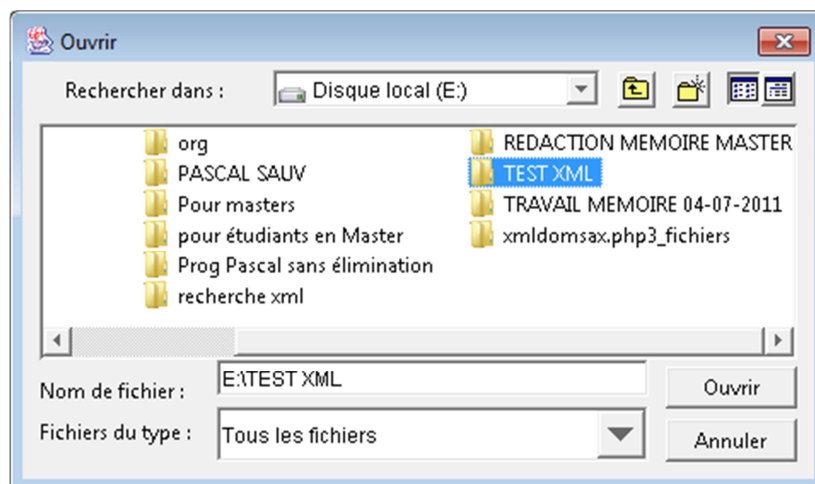 Ouvrir
Rechercher dans :
Disque local (E:)
org
PASCAL SAUV
Pour masters
pour étudiants en Master
Prog Pascal sans élimination
recherche xml
REDACTION MEMOIRE MASTER
TEST XML
TRAVAIL MEMOIRE 04-07-2011
xmldomsax.php3_fichiers
Nom de fichier :
E:\TEST XML
Ouvrir
Fichiers du type :
Tous les fichiers
Annuler